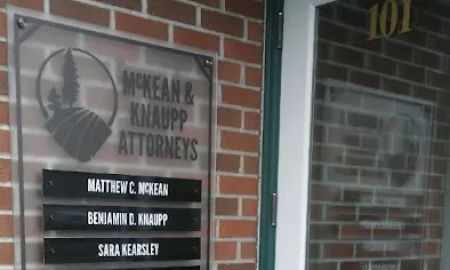 McKEAN &
KNAUPP
ATTORNEYS
MATTHEW C. McKEAN
BENJAMIN D. KNAUPP
SARA KEARSLEY
101